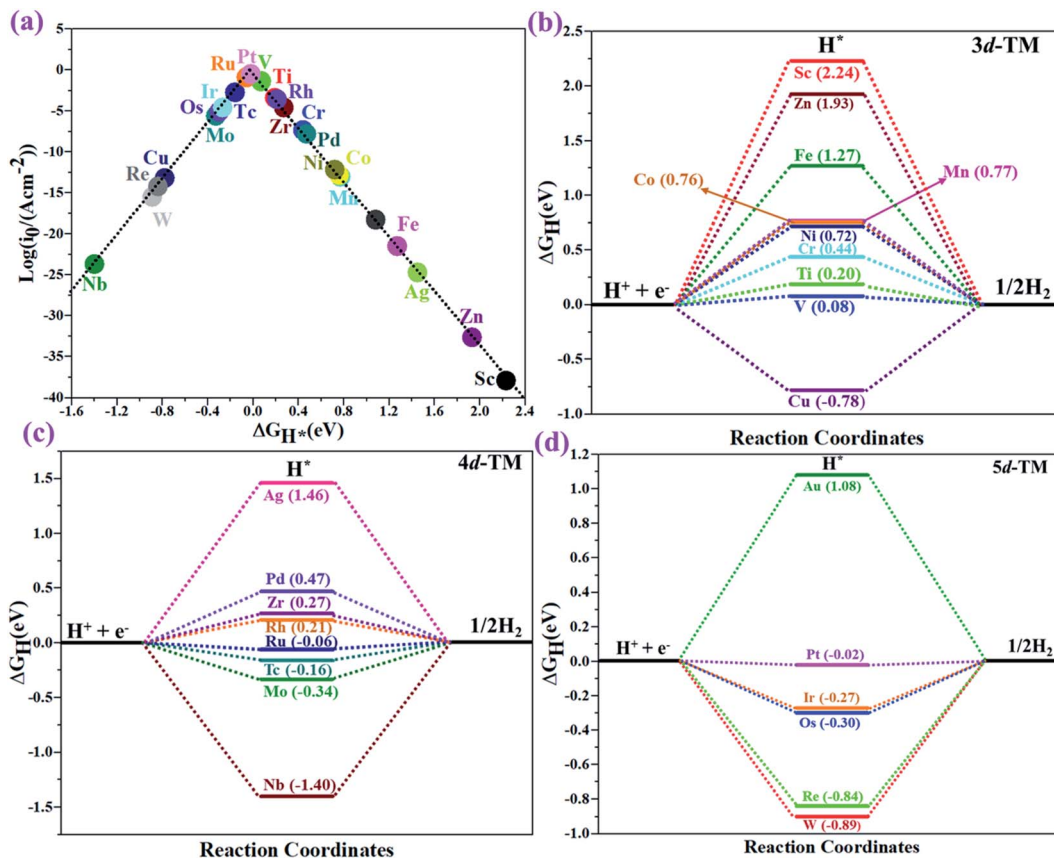 (a)
Log(i₀/(Acm⁻²))
0
-5
-10
-15
-20
-25
-30
-35
-40
Pt
V
Ru
Ti
Ir
Rh
Os
Tc
Cr
Mo
Zr
Pd
Cu
Ni
Co
Re
Mn
W
Fe
Nb
Ag
Zn
Sc
-1.6 -1.2 -0.8 -0.4 0.0 0.4 0.8 1.2 1.6 2.0 2.4
ΔG_H*(eV)
(b)
ΔG_H(eV)
2.5
2.0
1.5
1.0
0.5
0.0
-0.5
-1.0
H*
3d-TM
Sc (2.24)
Zn (1.93)
Fe (1.27)
Co (0.76)
Mn (0.77)
Ni (0.72)
Cr (0.44)
Ti (0.20)
H⁺ + e⁻
1/2H₂
V (0.08)
Cu (-0.78)
Reaction Coordinates
(c)
ΔG_H(eV)
1.5
1.0
0.5
0.0
-0.5
-1.0
-1.5
H*
4d-TM
Ag (1.46)
Pd (0.47)
Zr (0.27)
Rh (0.21)
H⁺ + e⁻
1/2H₂
Ru (-0.06)
Tc (-0.16)
Mo (-0.34)
Nb (-1.40)
Reaction Coordinates
(d)
ΔG_H(eV)
1.2
1.0
0.8
0.6
0.4
0.2
0.0
-0.2
-0.4
-0.6
-0.8
-1.0
H*
5d-TM
Au (1.08)
H⁺ + e⁻
Pt (-0.02)
1/2H₂
Ir (-0.27)
Os (-0.30)
Re (-0.84)
W (-0.89)
Reaction Coordinates